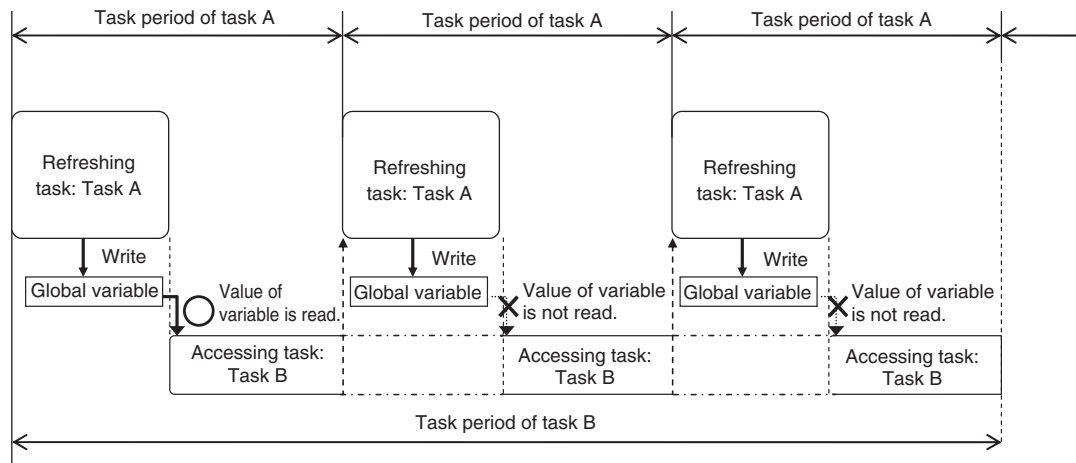 Task period of task A
Task period of task A
Task period of task A
Refreshing
task: Task A
Refreshing
task: Task A
Refreshing
task: Task A
Write
Write
Write
Global variable
Value of
variable is read.
Global variable
Value of variable
is not read.
Global variable
Value of variable
is not read.
Accessing task:
Task B
Accessing task:
Task B
Accessing task:
Task B
Task period of task B